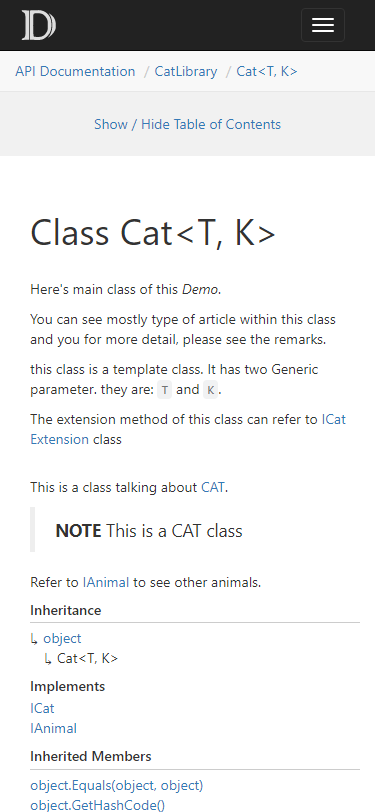 D
API Documentation / CatLibrary / Cat<T, K>
Show / Hide Table of Contents
Class Cat<T, K>
Here's main class of this Demo.
You can see mostly type of article within this class
and you for more detail, please see the remarks.
this class is a template class. It has two Generic
parameter. they are: T and K.
The extension method of this class can refer to ICat
Extension class
This is a class talking about CAT.
NOTE This is a CAT class
Refer to IAnimal to see other animals.
Inheritance
↳ object
↳ Cat<T, K>
Implements
ICat
IAnimal
Inherited Members
object.Equals(object, object)
object.GetHashCode()